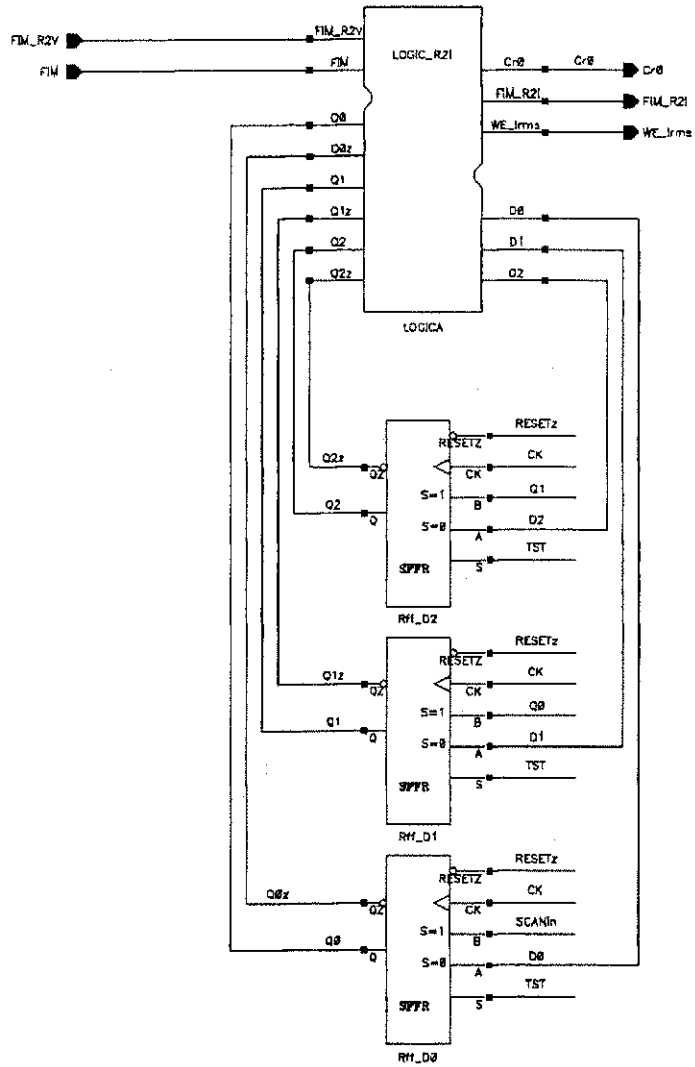 FIM_R2V
FIM_R2V
LOGIC_R2I
FIM
FIM
Cr0
Cr0
Cr0
FIM_R2I
FIM_R2I
Q0
WE_Irms
WE_Irms
Q0z
Q1
Q1z
D0
Q2
D1
Q2z
D2
LOGICA
RESETz
RESETZ
Q2z
QZ
CK
CK
S=1
B
Q1
Q2
Q
S=0
A
D2
SFFR
S
TST
Rff_D2
RESETz
RESETZ
Q1z
QZ
CK
CK
S=1
B
Q0
Q1
Q
S=0
A
D1
SFFR
S
TST
Rff_D1
RESETz
RESETZ
Q0z
QZ
CK
CK
S=1
B
SCANin
Q0
Q
S=0
A
D0
SFFR
S
TST
Rff_D0